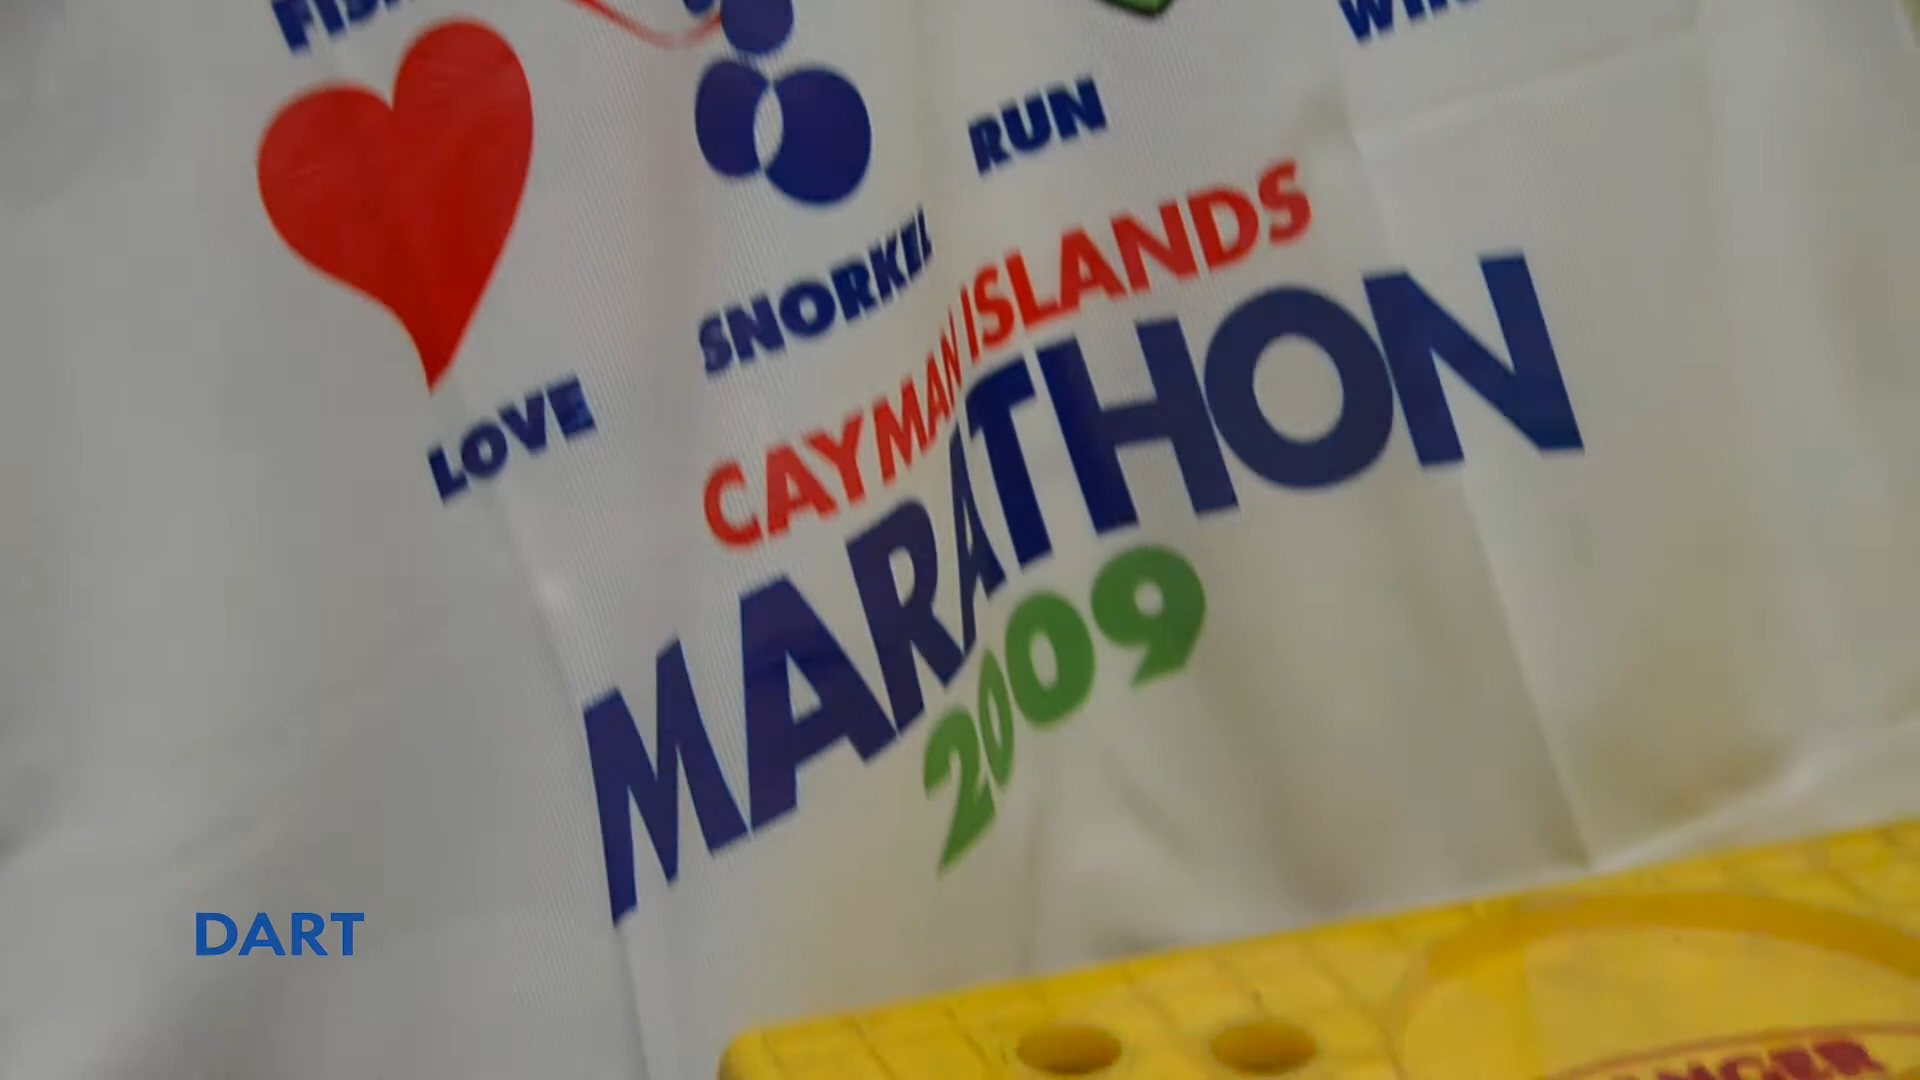 RUN
SNORKEL
LOVE
CAYMAN ISLANDS
MARATHON
2009
DART